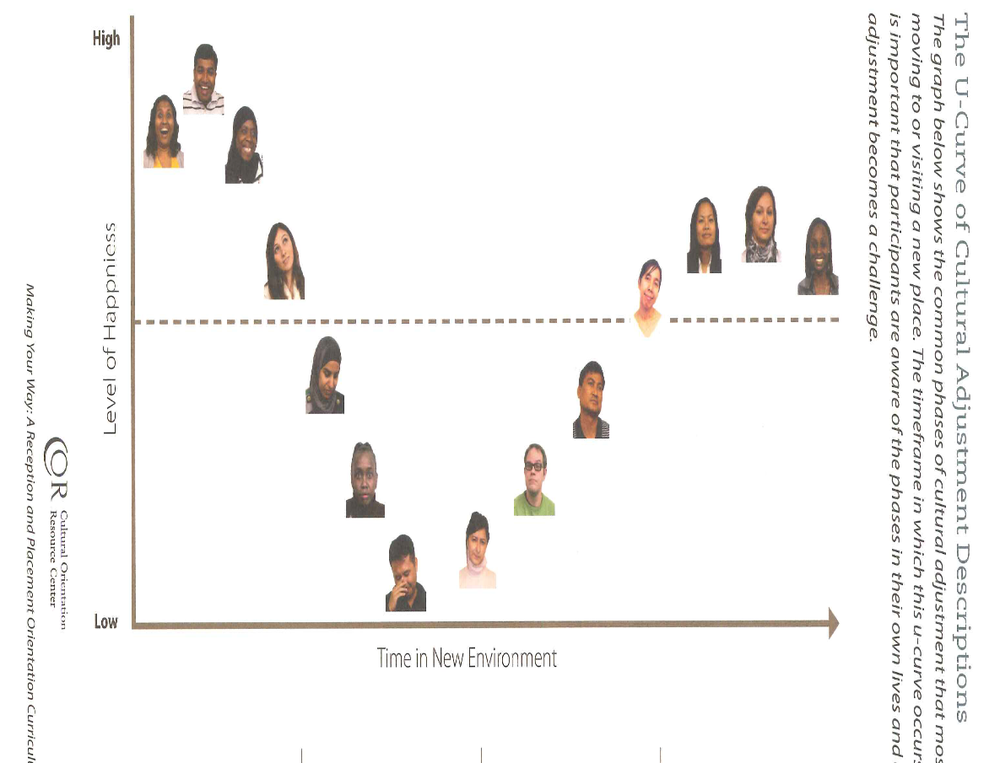 The U-Curve of Cultural Adjustment Descriptions
The graph below shows the common phases of cultural adjustment that
moving to or visiting a new place. The timeframe in which this u-curve
is important that participants are aware of the phases in their own lives and
adjustment becomes a challenge.
High
Level of Happiness
Low
Time in New Environment
COR Cultural Orientation
Resource Center
Making Your Way: A Reception and Placement Orientation